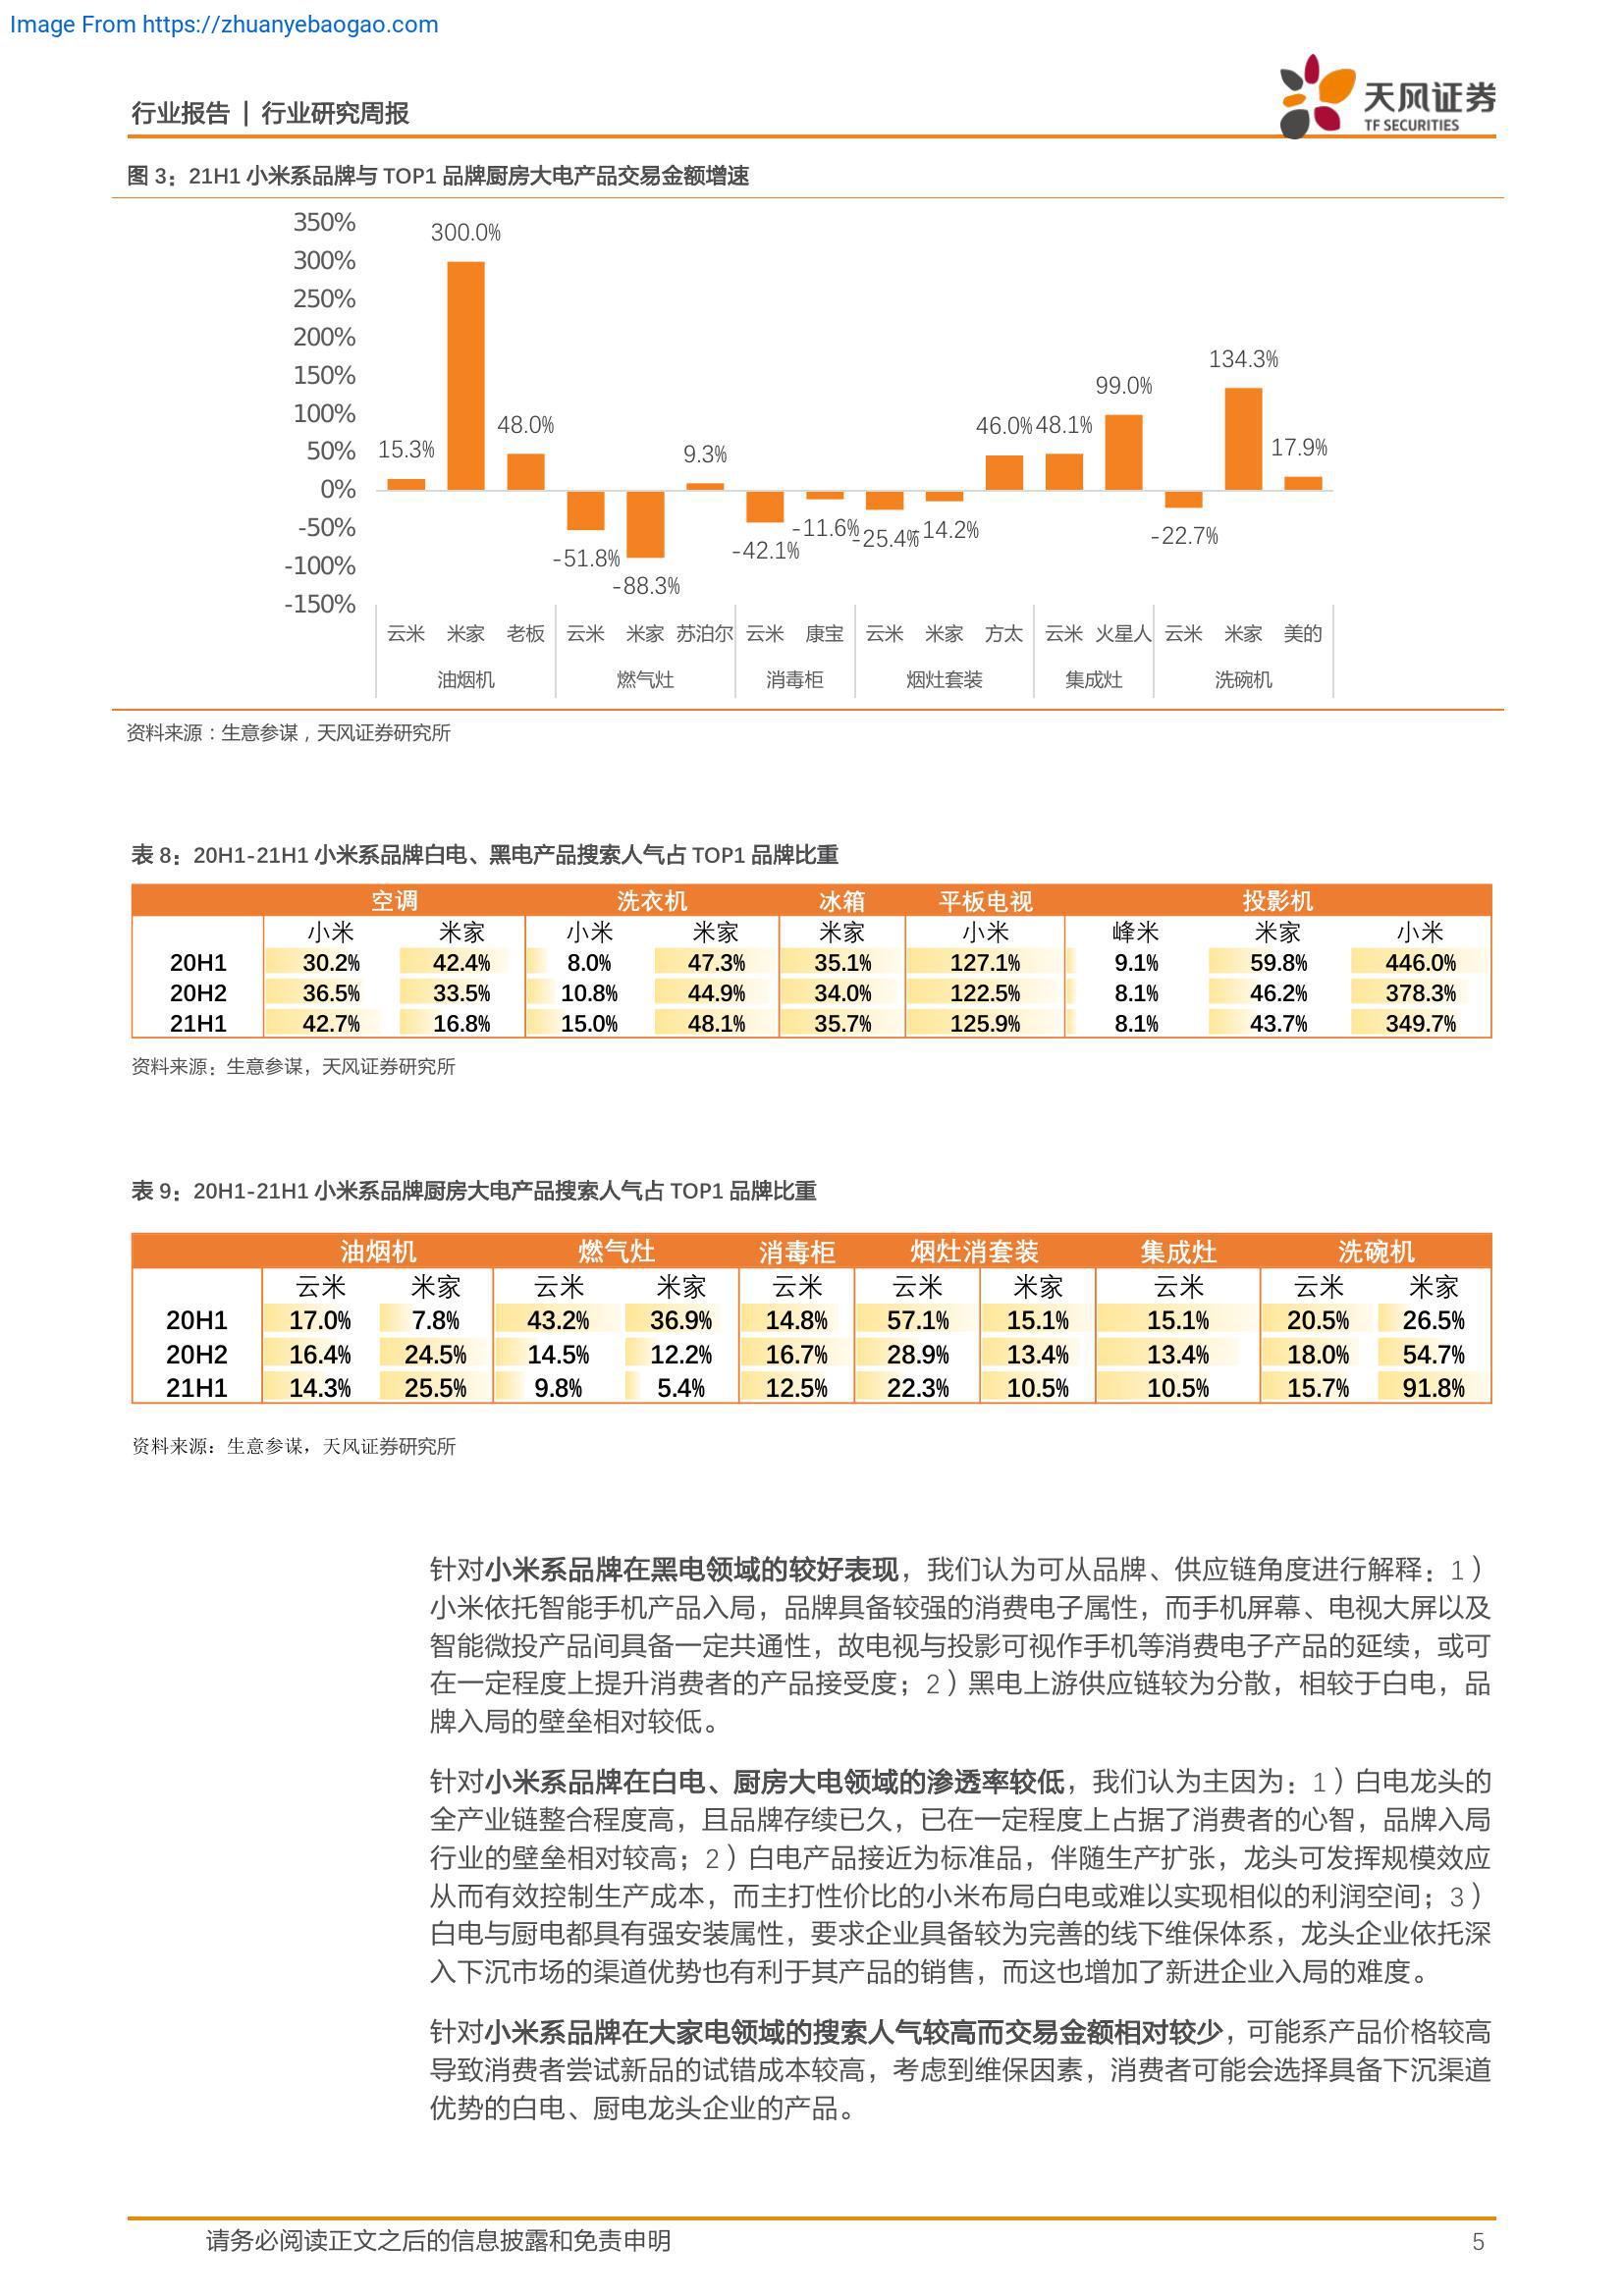 Image From https://zhuanyebaogao.com
行业报告 | 行业研究周报
天风证券
TF SECURITIES
图 3：21H1 小米系品牌与 TOP1 品牌厨房大电产品交易金额增速
350%
300%
250%
200%
150%
100%
50%
0%
-50%
-100%
-150%
15.3% 300.0% 48.0% -51.8% -88.3% 9.3% -42.1% -11.6% -25.4% -14.2% 46.0% 48.1% 99.0% -22.7% 134.3% 17.9%
云米 米家 老板 云米 米家 苏泊尔 云米 康宝 云米 米家 方太 云米 火星人 云米 米家 美的
油烟机 燃气灶 消毒柜 烟灶套装 集成灶 洗碗机
资料来源：生意参谋，天风证券研究所
表 8：20H1-21H1 小米系品牌白电、黑电产品搜索人气占 TOP1 品牌比重
空调 洗衣机 冰箱 平板电视 投影机
小米 米家 小米 米家 米家 小米 峰米 米家 小米
20H1 30.2% 42.4% 8.0% 47.3% 35.1% 127.1% 9.1% 59.8% 446.0%
20H2 36.5% 33.5% 10.8% 44.9% 34.0% 122.5% 8.1% 46.2% 378.3%
21H1 42.7% 16.8% 15.0% 48.1% 35.7% 125.9% 8.1% 43.7% 349.7%
资料来源：生意参谋，天风证券研究所
表 9：20H1-21H1 小米系品牌厨房大电产品搜索人气占 TOP1 品牌比重
油烟机 燃气灶 消毒柜 烟灶消套装 集成灶 洗碗机
云米 米家 云米 米家 云米 云米 米家 云米 云米 米家
20H1 17.0% 7.8% 43.2% 36.9% 14.8% 57.1% 15.1% 15.1% 20.5% 26.5%
20H2 16.4% 24.5% 14.5% 12.2% 16.7% 28.9% 13.4% 13.4% 18.0% 54.7%
21H1 14.3% 25.5% 9.8% 5.4% 12.5% 22.3% 10.5% 10.5% 15.7% 91.8%
资料来源：生意参谋，天风证券研究所
针对小米系品牌在黑电领域的较好表现，我们认为可从品牌、供应链角度进行解释：1）
小米依托智能手机产品入局，品牌具备较强的消费电子属性，而手机屏幕、电视大屏以及
智能微投产品间具备一定共通性，故电视与投影可视作手机等消费电子产品的延续，或可
在一定程度上提升消费者的产品接受度；2）黑电上游供应链较为分散，相较于白电，品
牌入局的壁垒相对较低。
针对小米系品牌在白电、厨房大电领域的渗透率较低，我们认为主因为：1）白电龙头的
全产业链整合程度高，且品牌存续已久，已在一定程度上占据了消费者的心智，品牌入局
行业的壁垒相对较高；2）白电产品接近为标准品，伴随生产扩张，龙头可发挥规模效应
从而有效控制生产成本，而主打性价比的小米布局白电或难以实现相似的利润空间；3）
白电与厨电都具有强安装属性，要求企业具备较为完善的线下维保体系，龙头企业依托深
入下沉市场的渠道优势也有利于其产品的销售，而这也增加了新进企业入局的难度。
针对小米系品牌在大家电领域的搜索人气较高而交易金额相对较少，可能系产品价格较高
导致消费者尝试新品的试错成本较高，考虑到维保因素，消费者可能会选择具备下沉渠道
优势的白电、厨电龙头企业的产品。
请务必阅读正文之后的信息披露和免责申明
5